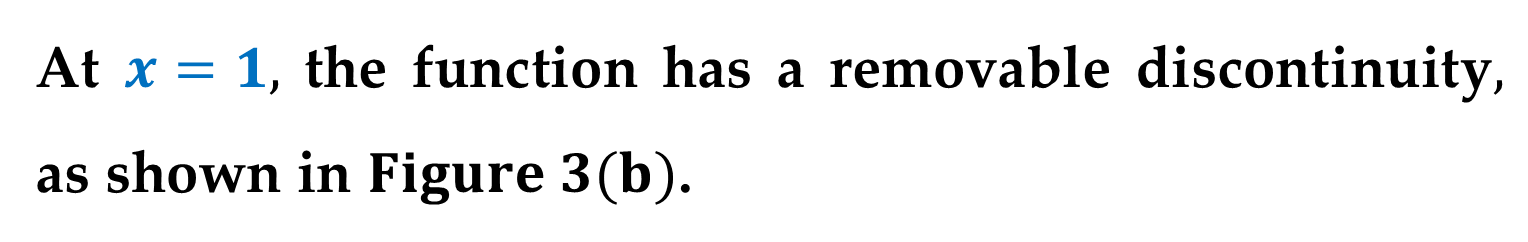 At x = 1, the function has a removable discontinuity,
as shown in Figure 3(b).